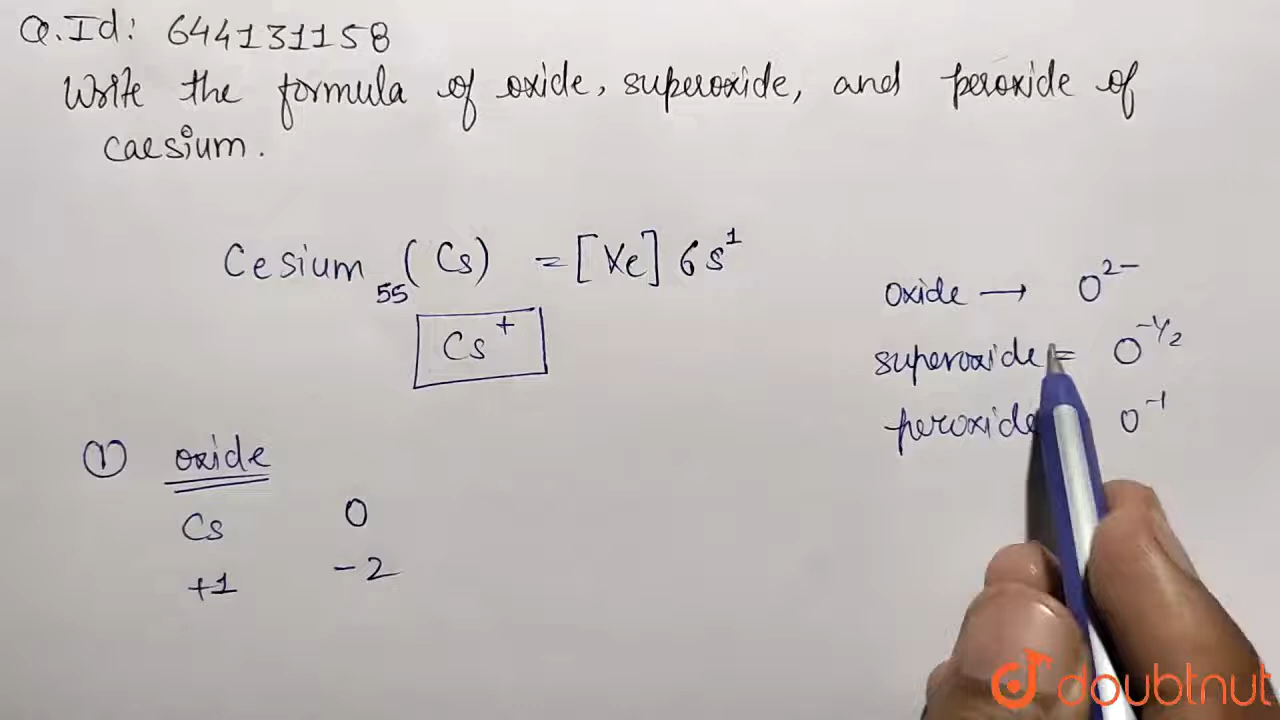 Q.Id: 644131158
Write the formula of oxide, superoxide, and peroxide of
caesium.
Cesium 55(Cs) = [Xe] 6s¹
Cs⁺
oxide → O²⁻
superoxide = O^-1/2
peroxide O⁻¹
① oxide
Cs O
+1 -2
doubtnut